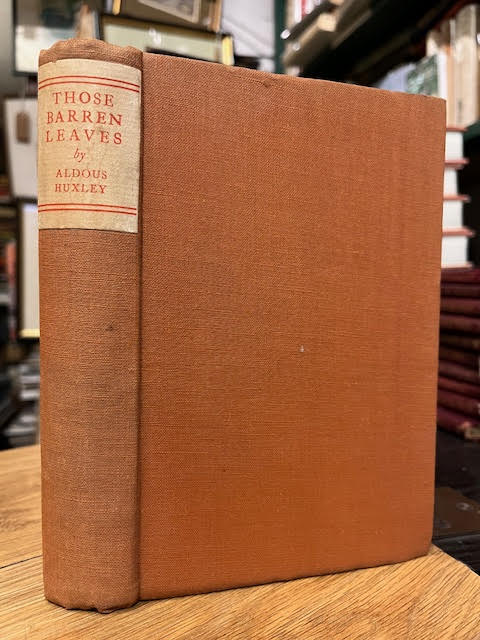 THOSE
BARREN
LEAVES
by
ALDOUS
HUXLEY